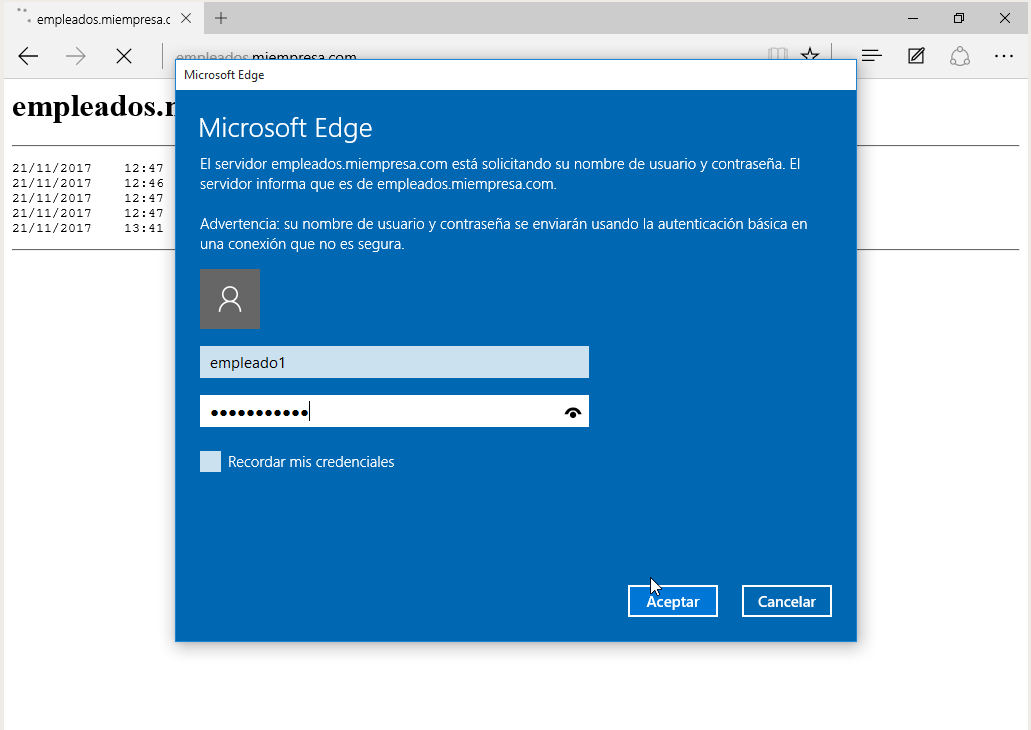 empleados.miempresa.c
empleados.miempresa.com
Microsoft Edge
empleados.
Microsoft Edge
El servidor empleados.miempresa.com está solicitando su nombre de usuario y contraseña. El
servidor informa que es de empleados.miempresa.com.
21/11/2017 12:47
21/11/2017 12:46
21/11/2017 12:47
21/11/2017 12:47
21/11/2017 13:41
Advertencia: su nombre de usuario y contraseña se enviarán usando la autenticación básica en
una conexión que no es segura.
empleado1
•••••••••••
Recordar mis credenciales
Aceptar
Cancelar